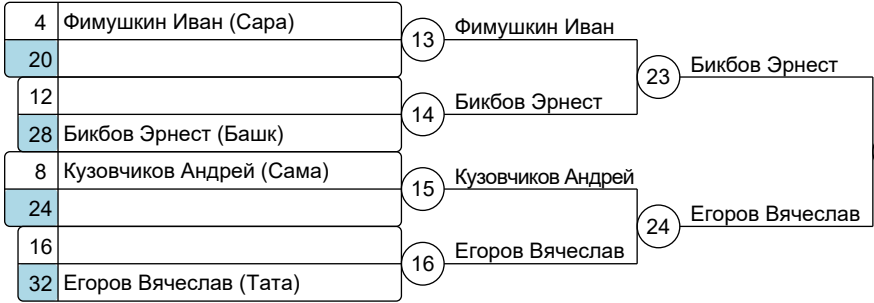 4 Фимушкин Иван (Сара)
20
12
28 Бикбов Эрнест (Башк)
8 Кузовчиков Андрей (Сама)
24
16
32 Егоров Вячеслав (Тата)
13 Фимушкин Иван
14 Бикбов Эрнест
15 Кузовчиков Андрей
16 Егоров Вячеслав
23 Бикбов Эрнест
24 Егоров Вячеслав